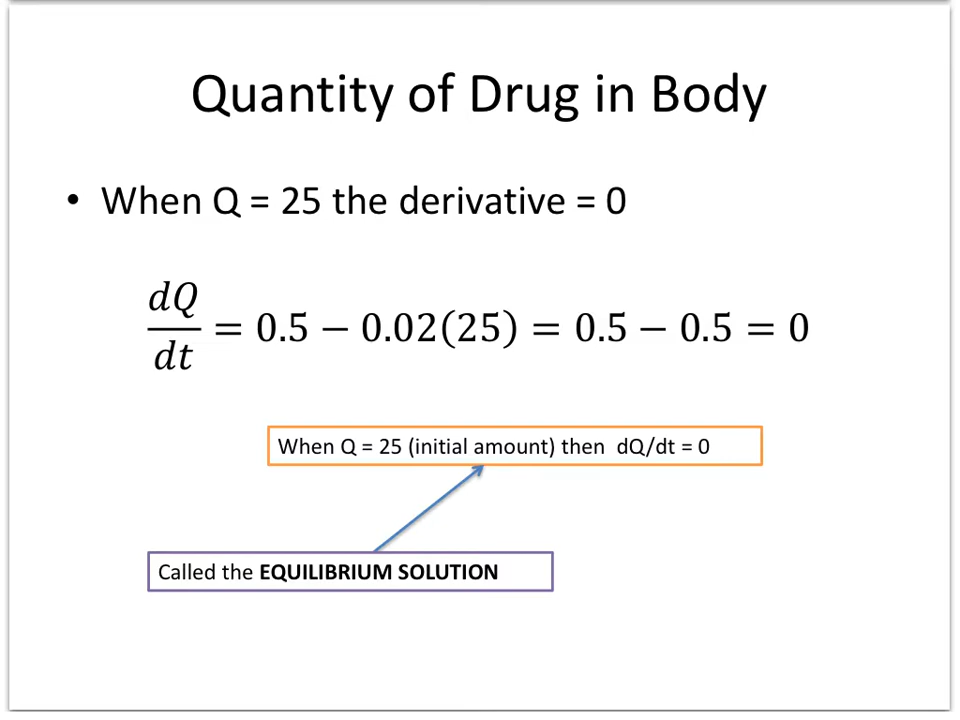 Quantity of Drug in Body
• When Q = 25 the derivative = 0
dQ/dt = 0.5 − 0.02(25) = 0.5 − 0.5 = 0
When Q = 25 (initial amount) then dQ/dt = 0
Called the EQUILIBRIUM SOLUTION